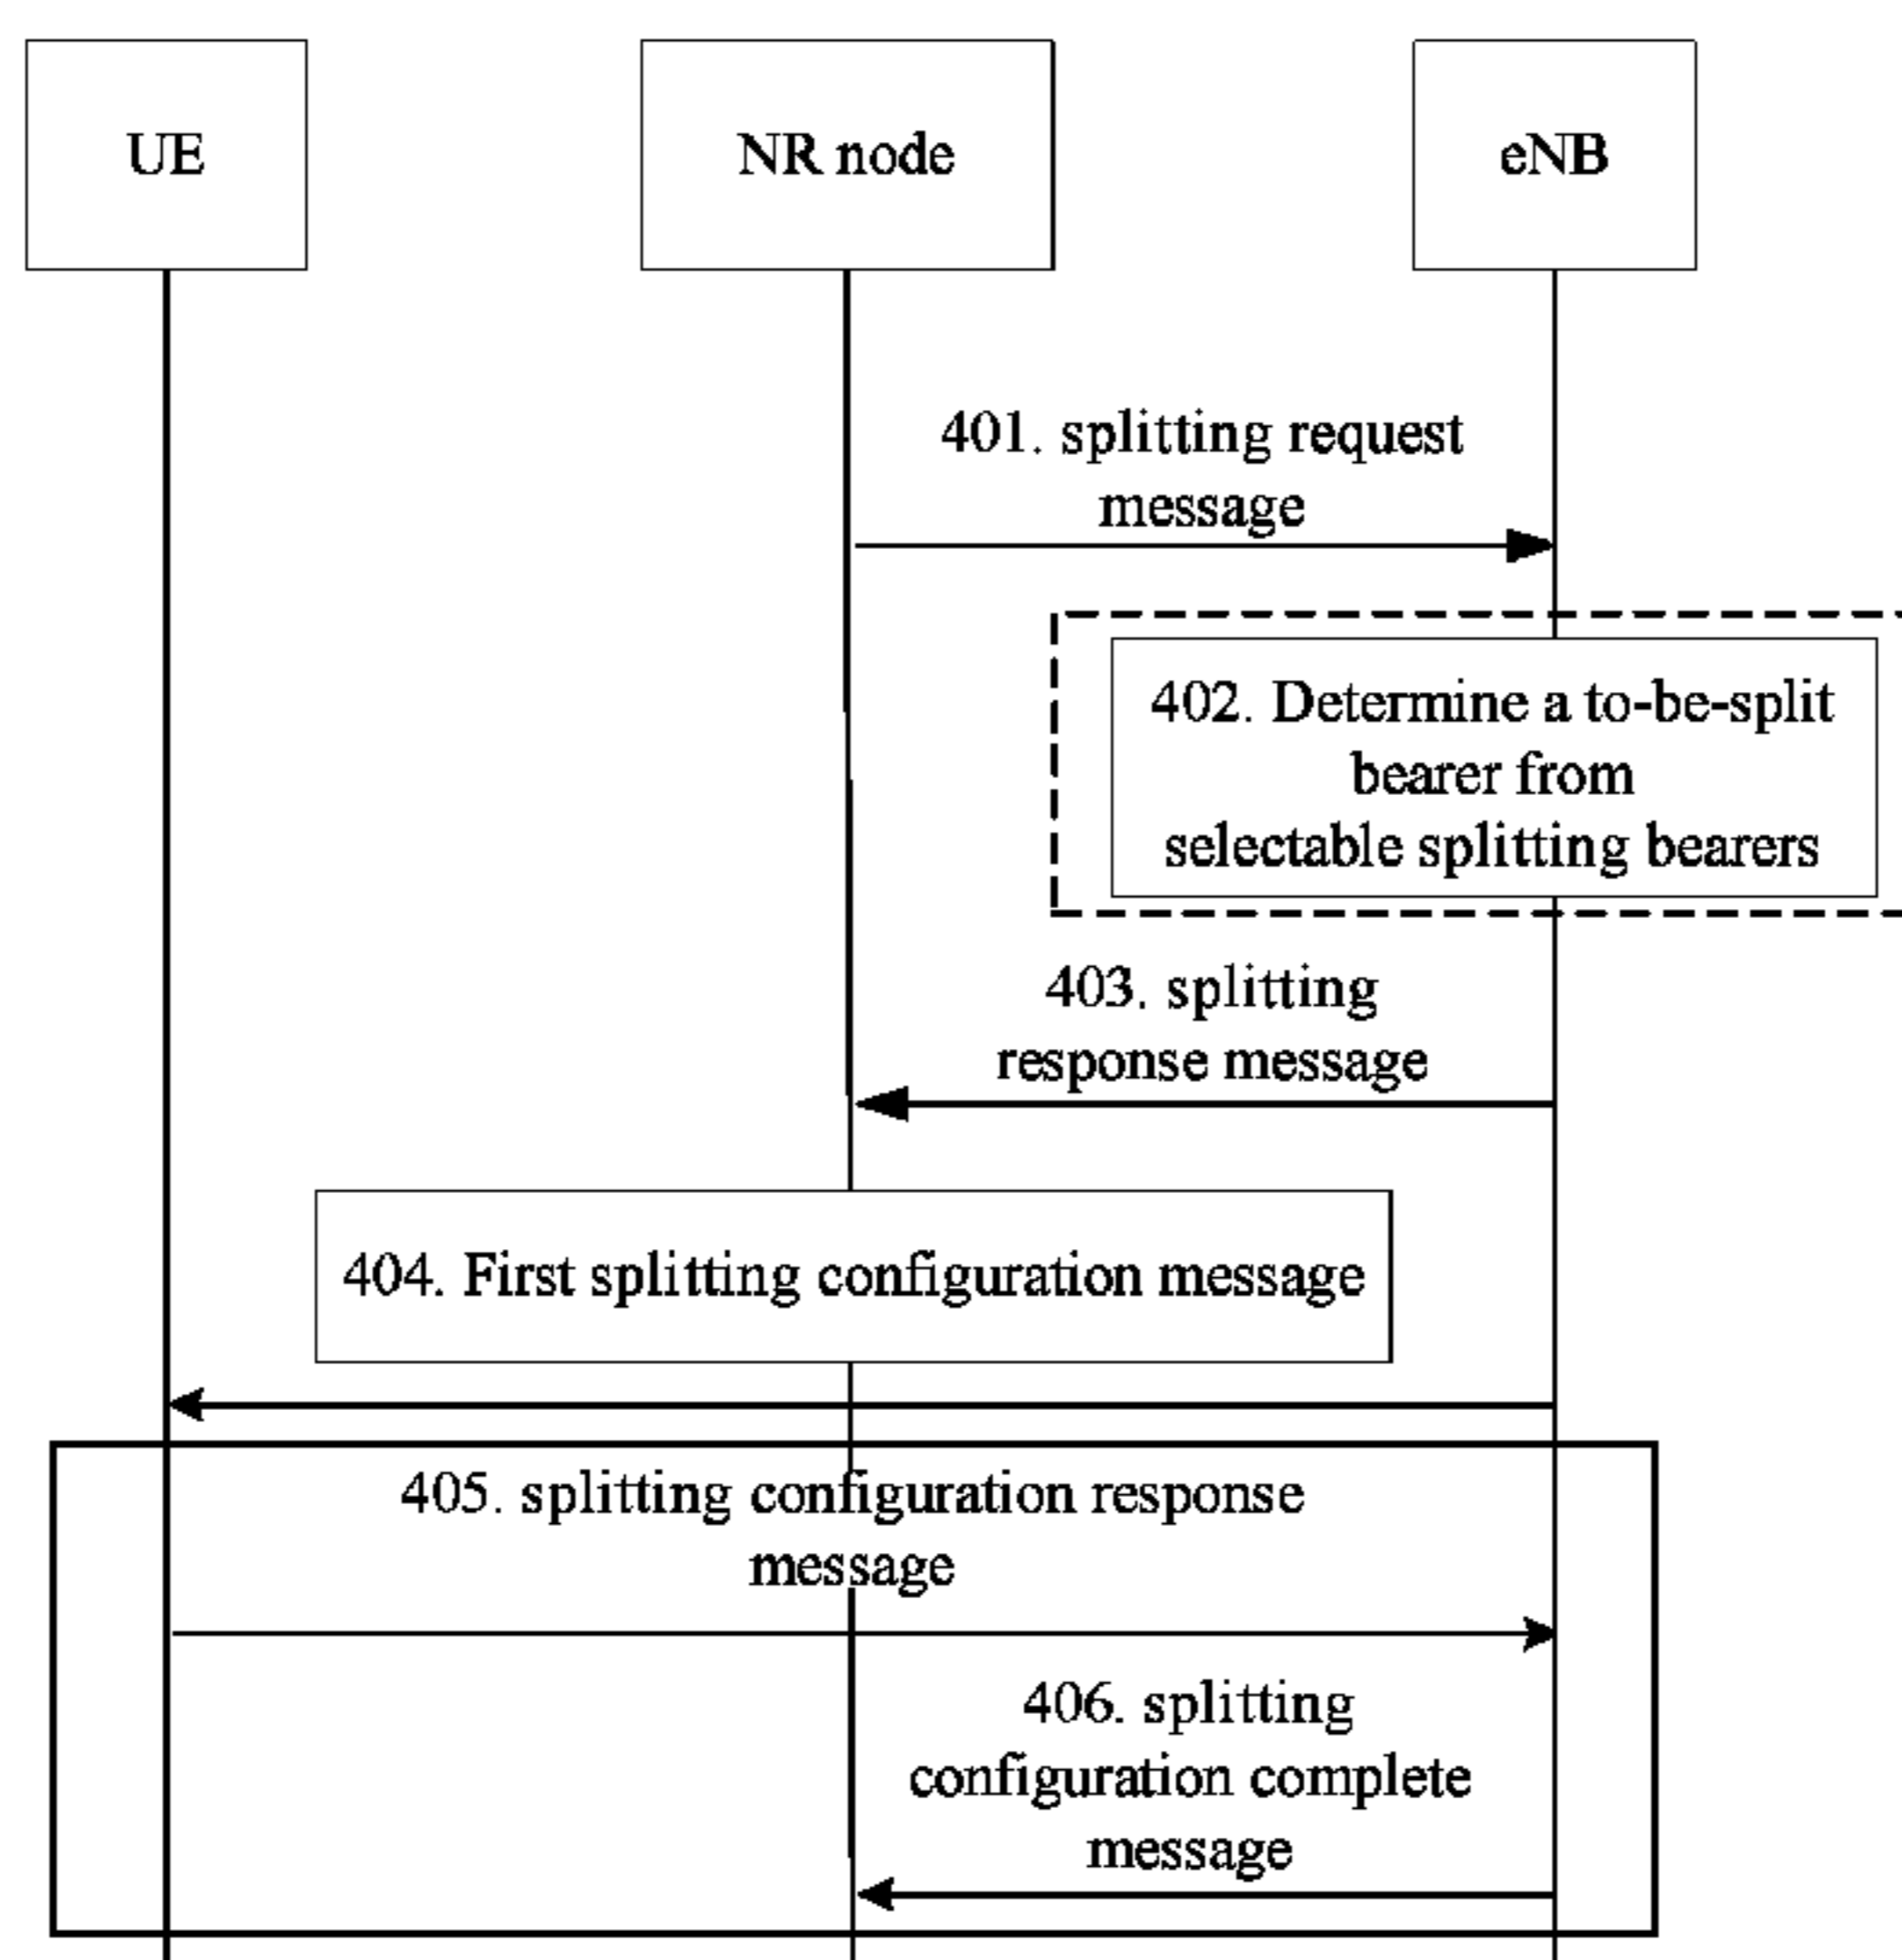 UE
NR node
eNB
401. splitting request
message
402. Determine a to-be-split
bearer from
selectable splitting bearers
403. splitting
response message
404. First splitting configuration message
405. splitting configuration response
message
406. splitting
configuration complete
message